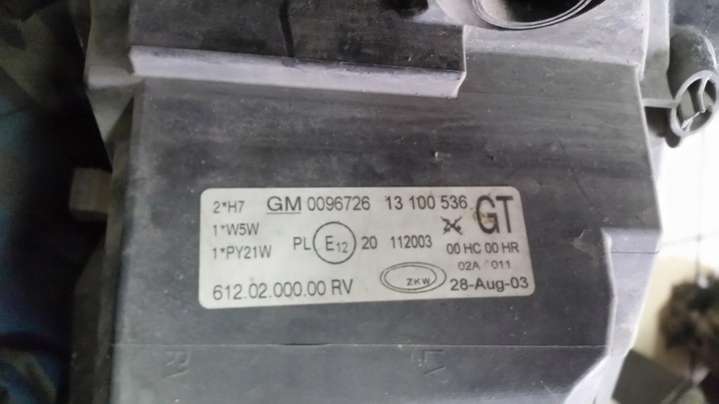 2*H7 GM 0096726 13 100 536 GT
1*W5W
1*PY21W PL E12 20 112003 00 HC 00 HR
02A 011
612.02.000.00 RV ZKW 28-Aug-03